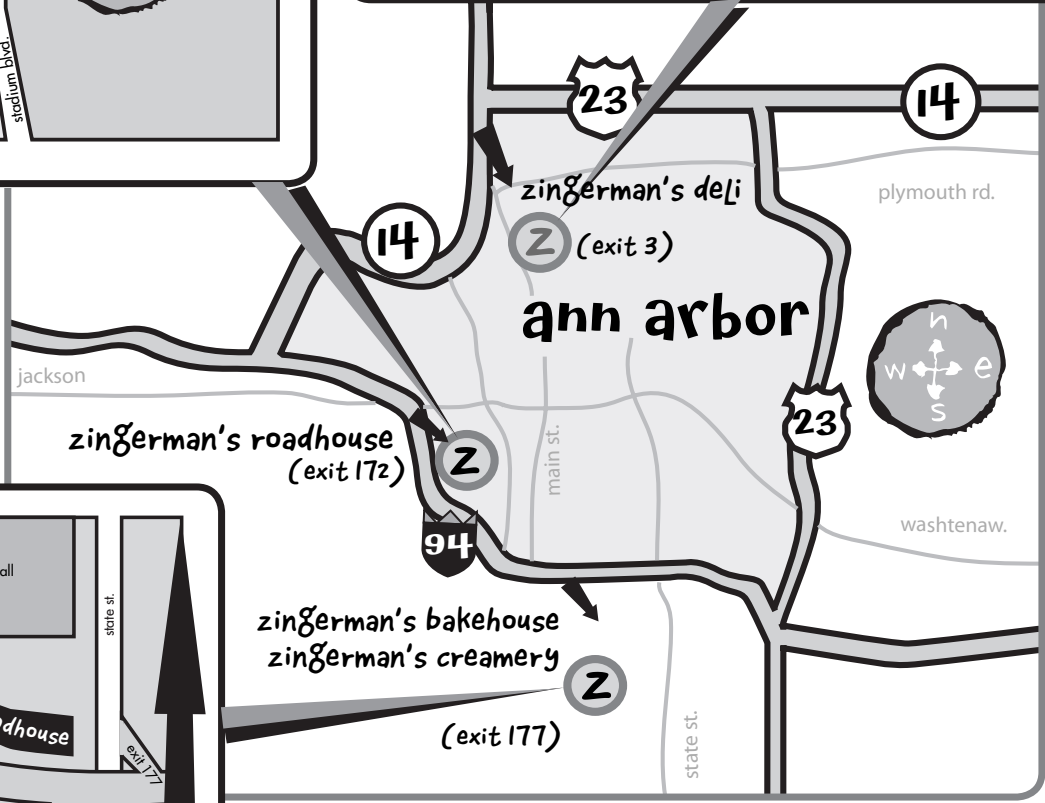 stadium blvd.
23
14
zingerman's deli
plymouth rd.
14
z
(exit 3)
ann arbor
n
w e
s
jackson
23
zingerman's roadhouse
(exit 172)
z
main st.
94
washtenaw.
state st.
zingerman's bakehouse
zingerman's creamery
z
(exit 177)
state st.
exit 177